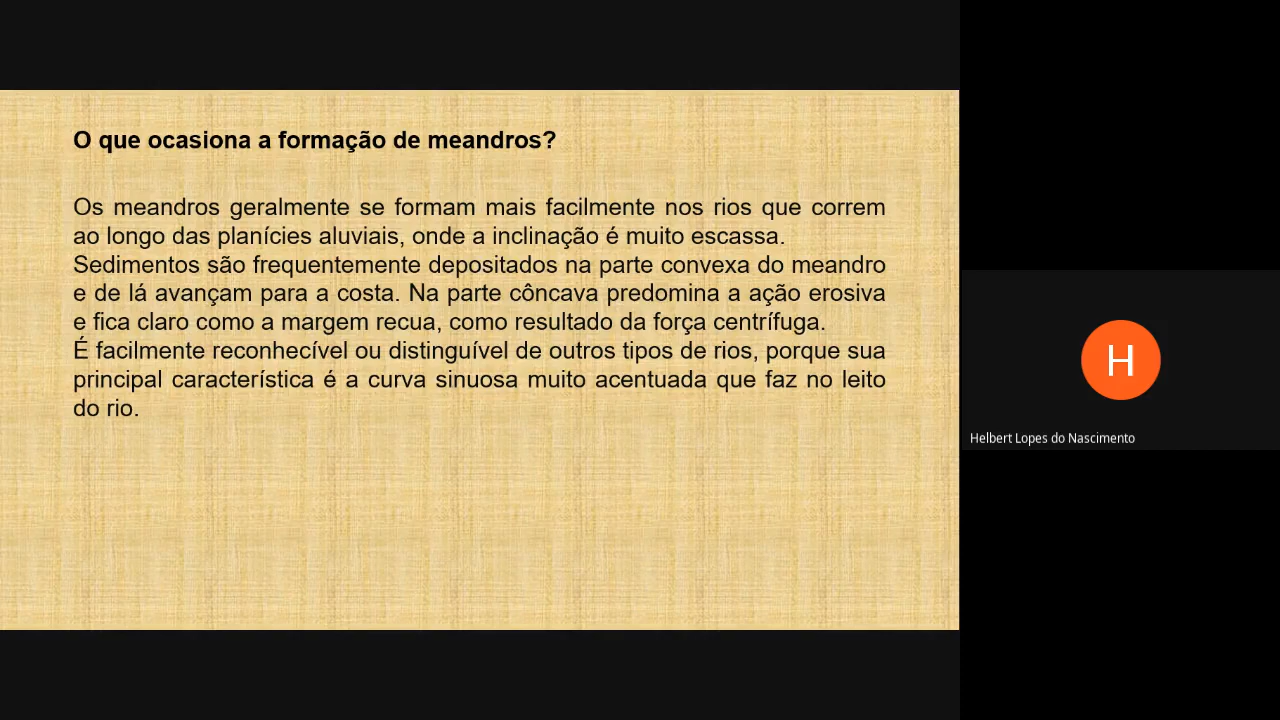 O que ocasiona a formação de meandros?
Os meandros geralmente se formam mais facilmente nos rios que correm
ao longo das planícies aluviais, onde a inclinação é muito escassa.
Sedimentos são frequentemente depositados na parte convexa do meandro
e de lá avançam para a costa. Na parte côncava predomina a ação erosiva
e fica claro como a margem recua, como resultado da força centrífuga.
É facilmente reconhecível ou distinguível de outros tipos de rios, porque sua
principal característica é a curva sinuosa muito acentuada que faz no leito
do rio.
H
Helbert Lopes do Nascimento